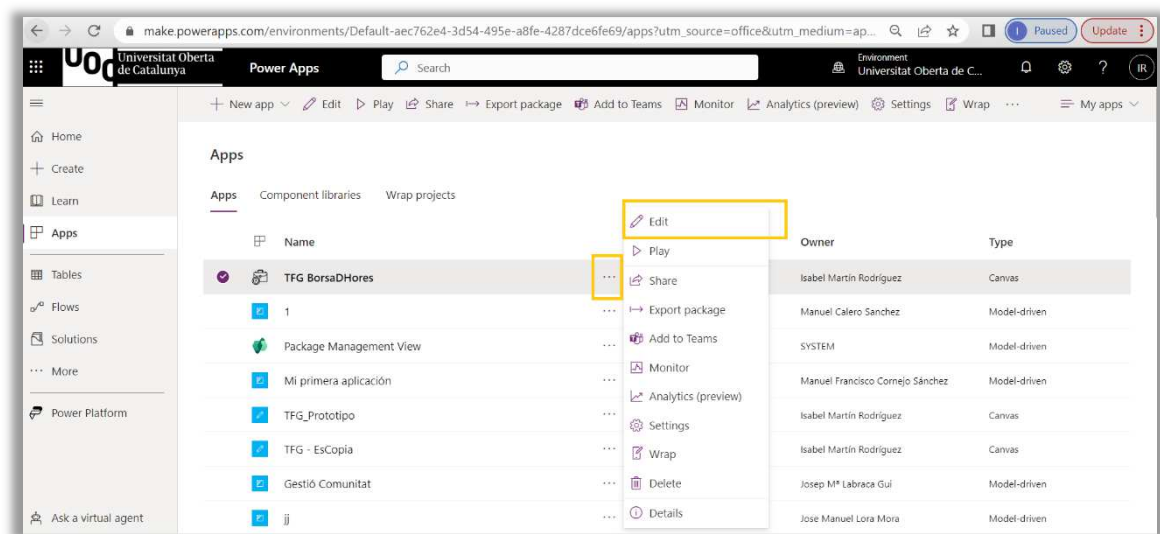 make.powerapps.com/environments/Default-aec762e4-3d54-495e-a8fe-4287dce6fe69/apps?utm_source=office&utm_medium=ap...
Paused
Update
UOC
Universitat Oberta
de Catalunya
Power Apps
Search
Environment
Universitat Oberta de C...
?
IR
New app
Edit
Play
Share
Export package
Add to Teams
Monitor
Analytics (preview)
Settings
Wrap
...
My apps
Home
Create
Learn
Apps
Tables
Flows
Solutions
More
Power Platform
Ask a virtual agent
Apps
Apps Component libraries Wrap projects
Name Owner Type
TFG BorsaDHores ... Isabel Martín Rodríguez Canvas
1 ... Manuel Calero Sanchez Model-driven
Package Management View ... SYSTEM Model-driven
Mi primera aplicación ... Manuel Francisco Cornejo Sánchez Model-driven
TFG_Prototipo ... Isabel Martín Rodríguez Canvas
TFG - EsCopia ... Isabel Martín Rodríguez Canvas
Gestió Comunitat ... Josep Mª Labraca Gui Model-driven
jj ... Jose Manuel Lora Mora Model-driven
Edit
Play
Share
Export package
Add to Teams
Monitor
Analytics (preview)
Settings
Wrap
Delete
Details